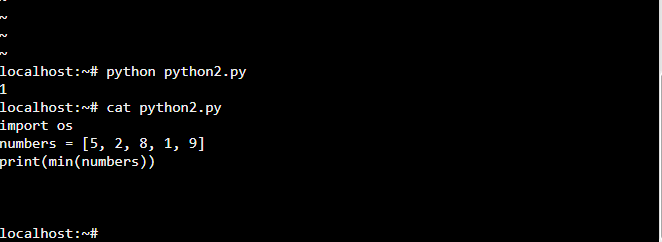 ~
~
~
~
localhost:~# python python2.py
1
localhost:~# cat python2.py
import os
numbers = [5, 2, 8, 1, 9]
print(min(numbers))
localhost:~#